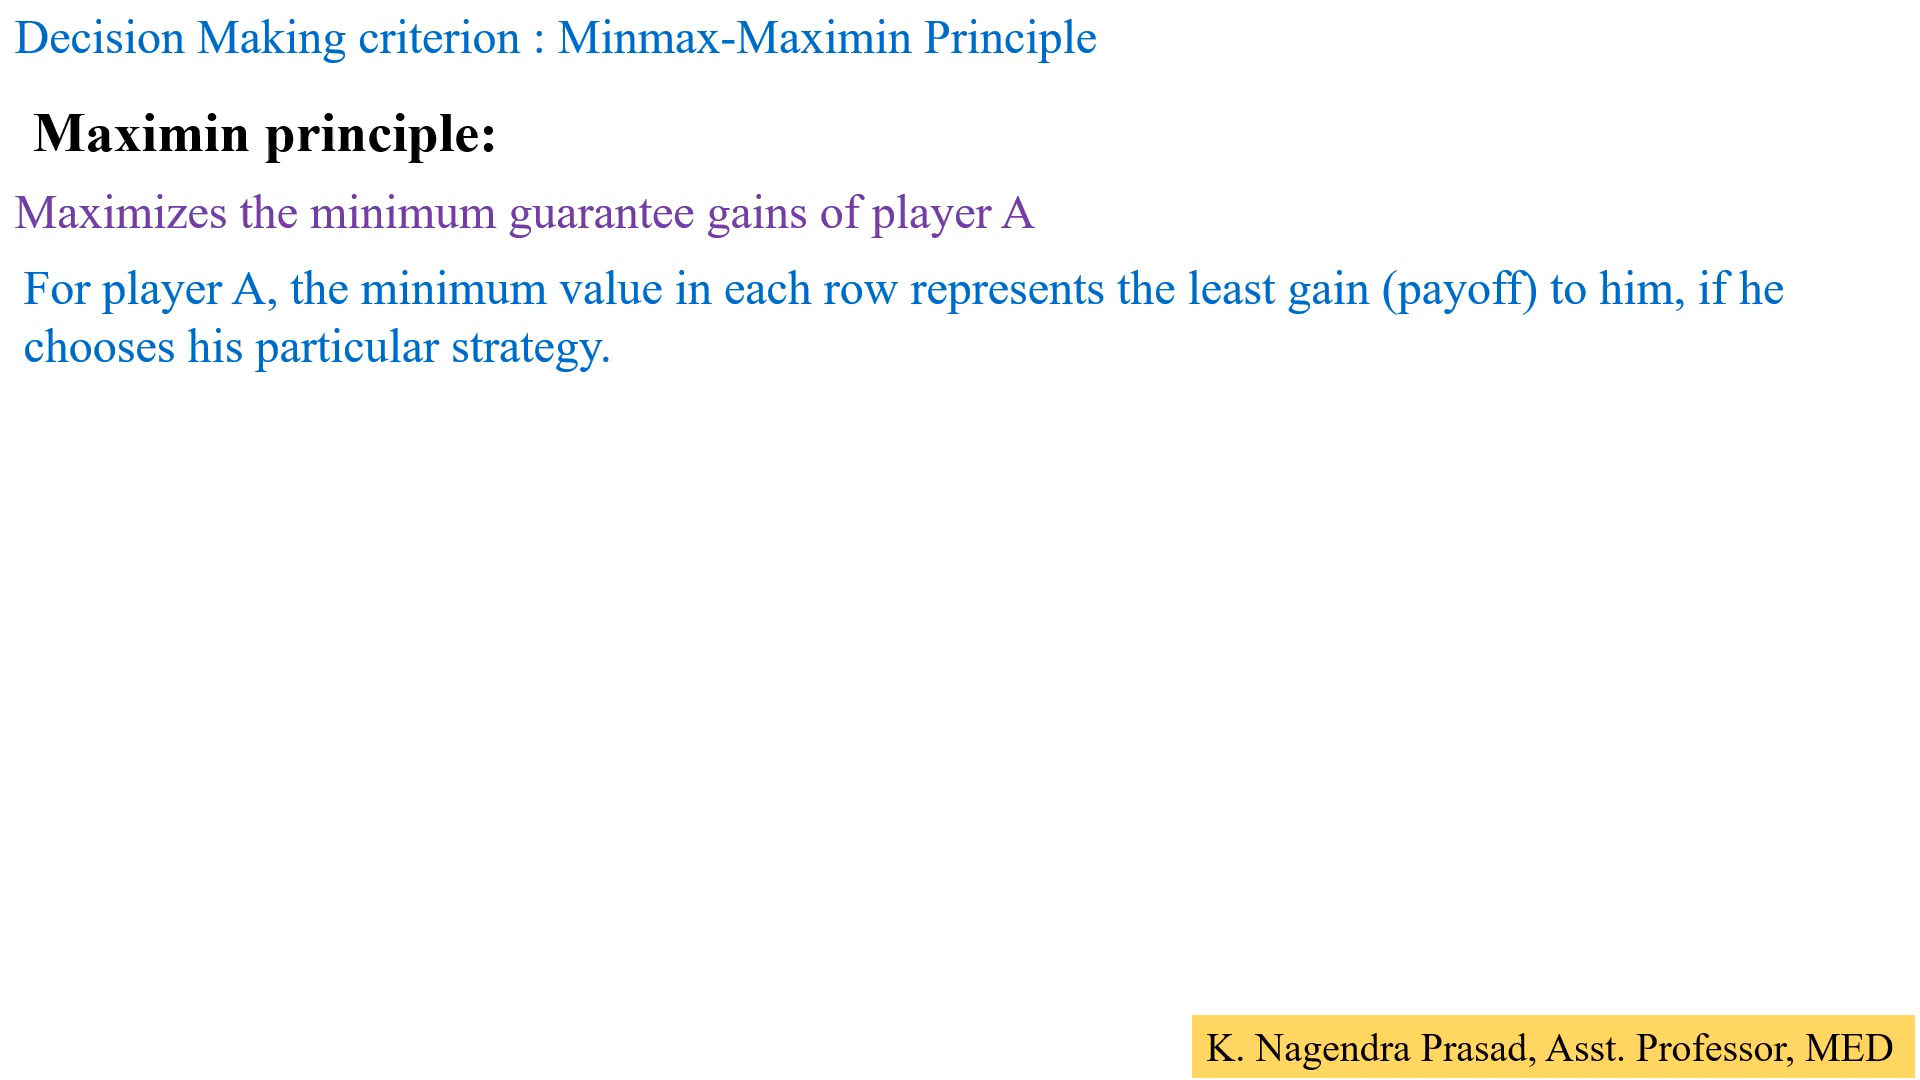 Decision Making criterion : Minmax-Maximin Principle
Maximin principle:
Maximizes the minimum guarantee gains of player A
For player A, the minimum value in each row represents the least gain (payoff) to him, if he
chooses his particular strategy.
K. Nagendra Prasad, Asst. Professor, MED